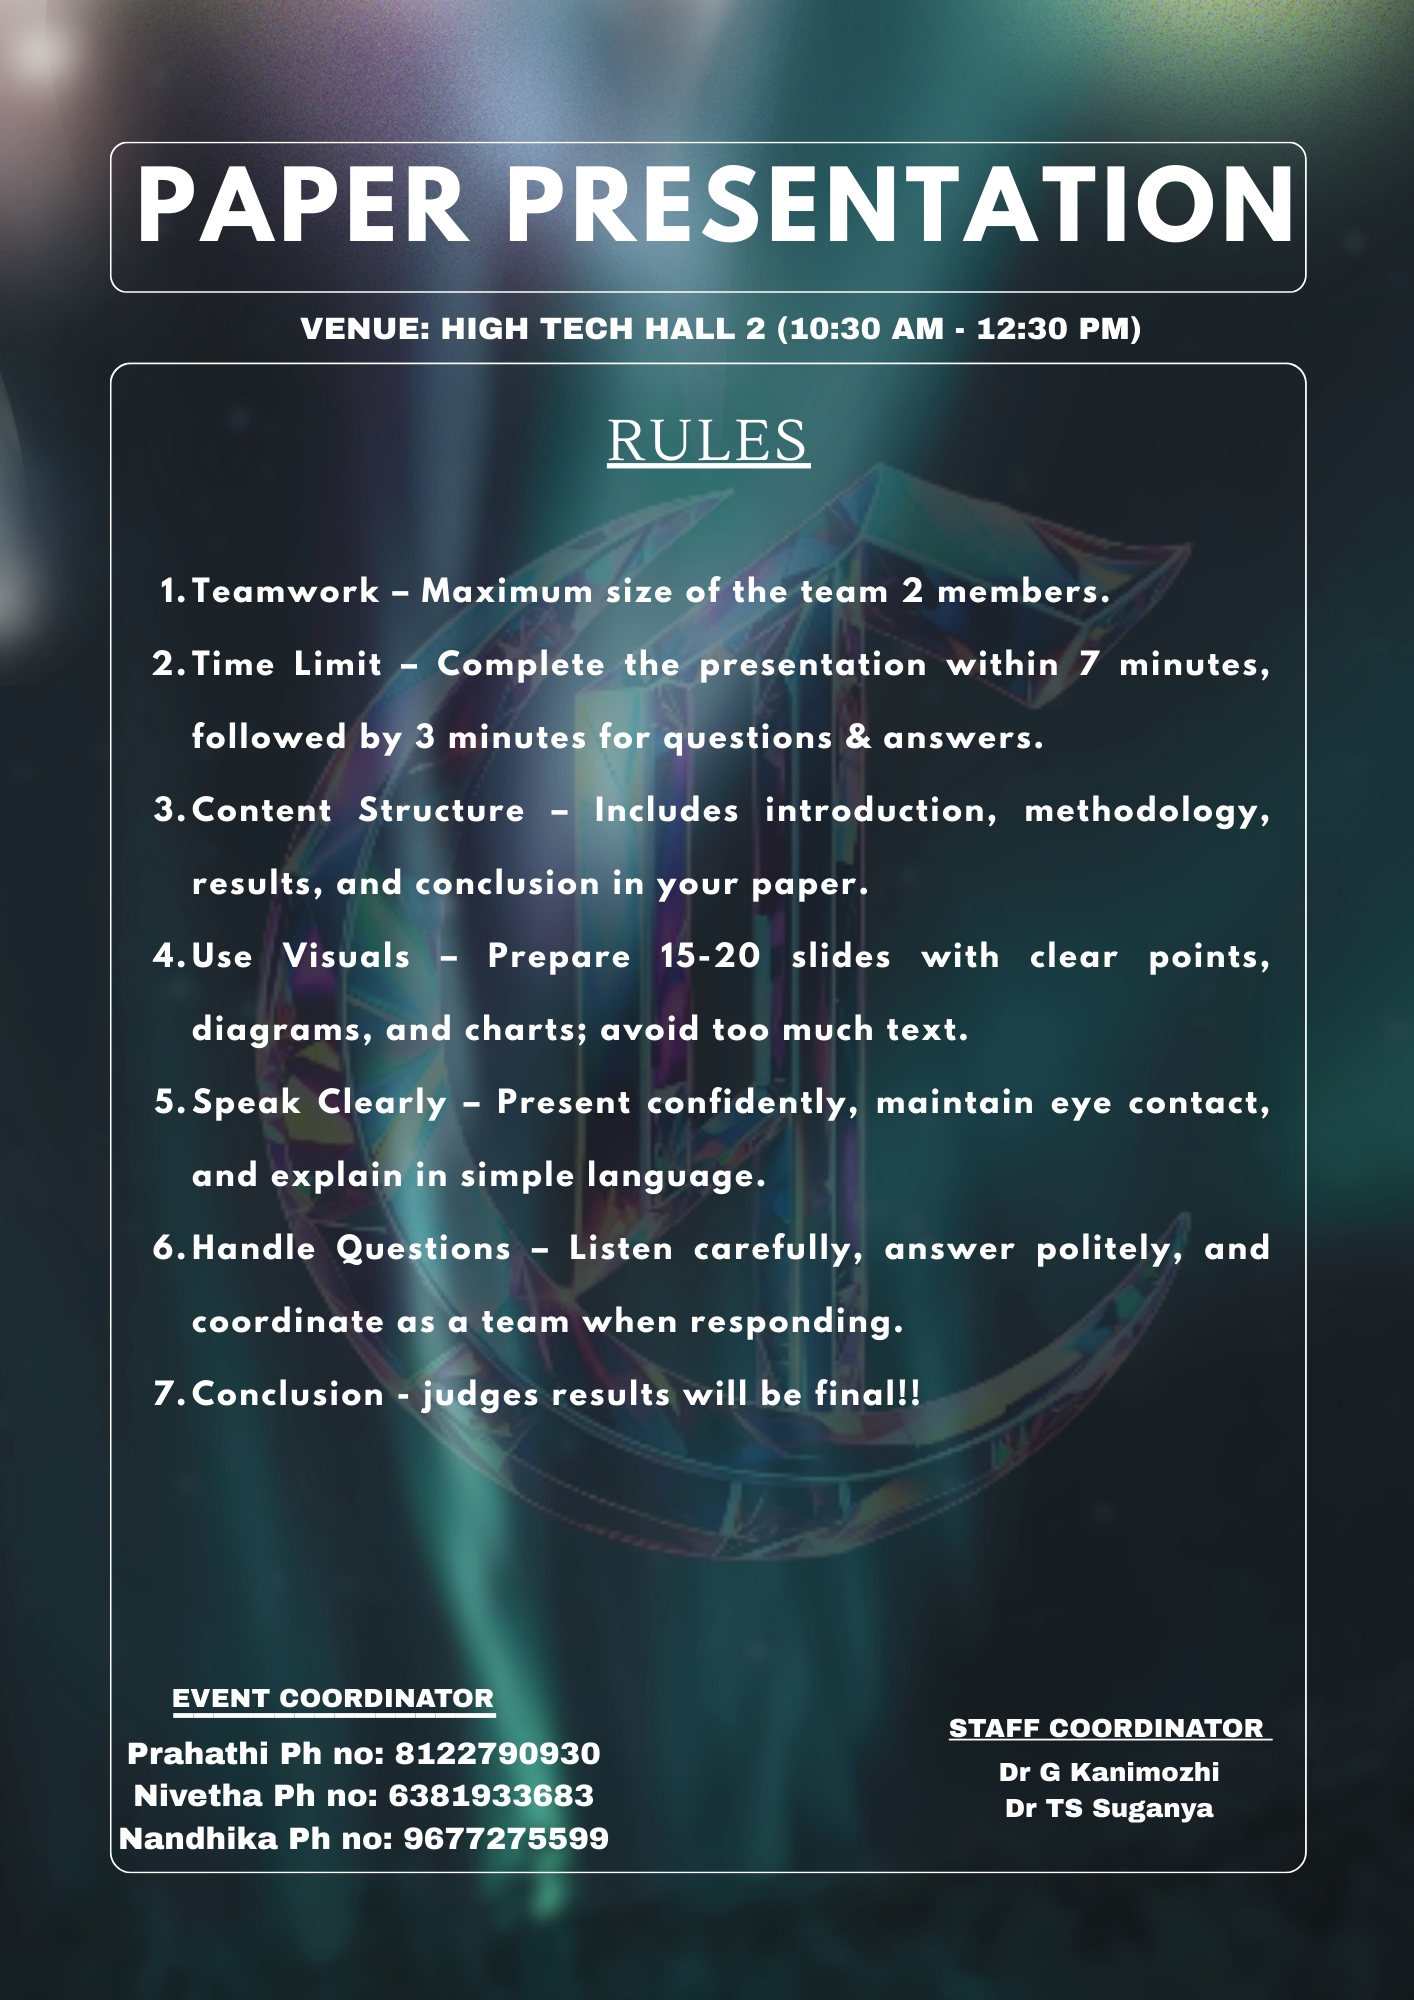 PAPER PRESENTATION
VENUE: HIGH TECH HALL 2 (10:30 AM - 12:30 PM)
RULES
1. Teamwork – Maximum size of the team 2 members.
2. Time Limit – Complete the presentation within 7 minutes,
followed by 3 minutes for questions & answers.
3. Content Structure – Includes introduction, methodology,
results, and conclusion in your paper.
4. Use Visuals – Prepare 15-20 slides with clear points,
diagrams, and charts; avoid too much text.
5. Speak Clearly – Present confidently, maintain eye contact,
and explain in simple language.
6. Handle Questions – Listen carefully, answer politely, and
coordinate as a team when responding.
7. Conclusion - judges results will be final!!
EVENT COORDINATOR
Prahathi Ph no: 8122790930
Nivetha Ph no: 6381933683
Nandhika Ph no: 9677275599
STAFF COORDINATOR
Dr G Kanimozhi
Dr TS Suganya